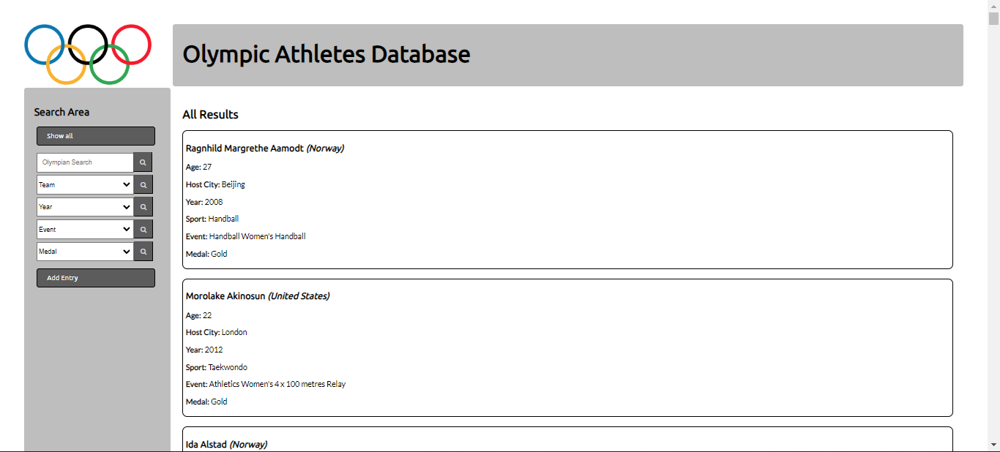 Olympic Athletes Database
Search Area
Show all
Olympian Search
Team
Year
Event
Medal
Add Entry
All Results
Ragnhild Margrethe Aamodt (Norway)
Age: 27
Host City: Beijing
Year: 2008
Sport: Handball
Event: Handball Women's Handball
Medal: Gold
Morolake Akinosun (United States)
Age: 22
Host City: London
Year: 2012
Sport: Taekwondo
Event: Athletics Women's 4 x 100 metres Relay
Medal: Gold
Ida Alstad (Norway)